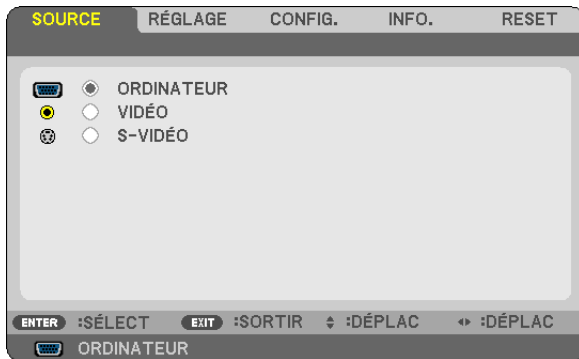 SOURCE RÉGLAGE CONFIG. INFO. RESET
ORDINATEUR
VIDÉO
S-VIDÉO
ENTER :SÉLECT EXIT :SORTIR :DÉPLAC :DÉPLAC
ORDINATEUR